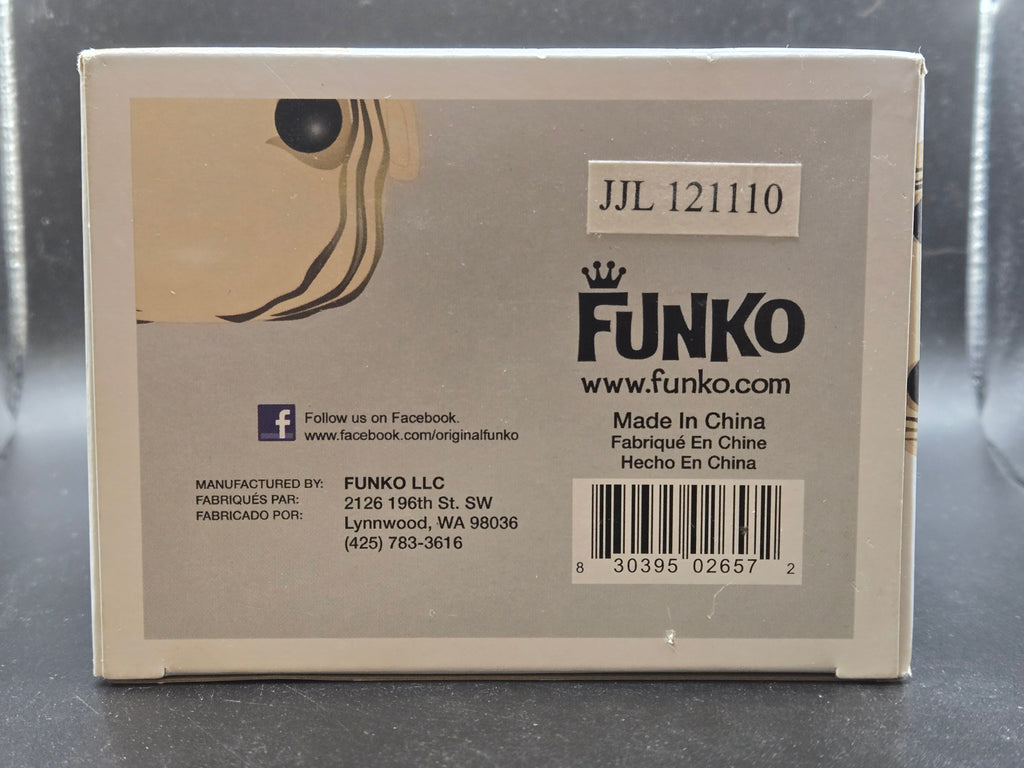 JJL 121110
FUNKO
www.funko.com
Made In China
Fabriqué En Chine
Hecho En China
f Follow us on Facebook.
www.facebook.com/originalfunko
MANUFACTURED BY: FUNKO LLC
FABRIQUÉS PAR: 2126 196th St. SW
FABRICADO POR: Lynnwood, WA 98036
(425) 783-3616
8 30395 02657 2